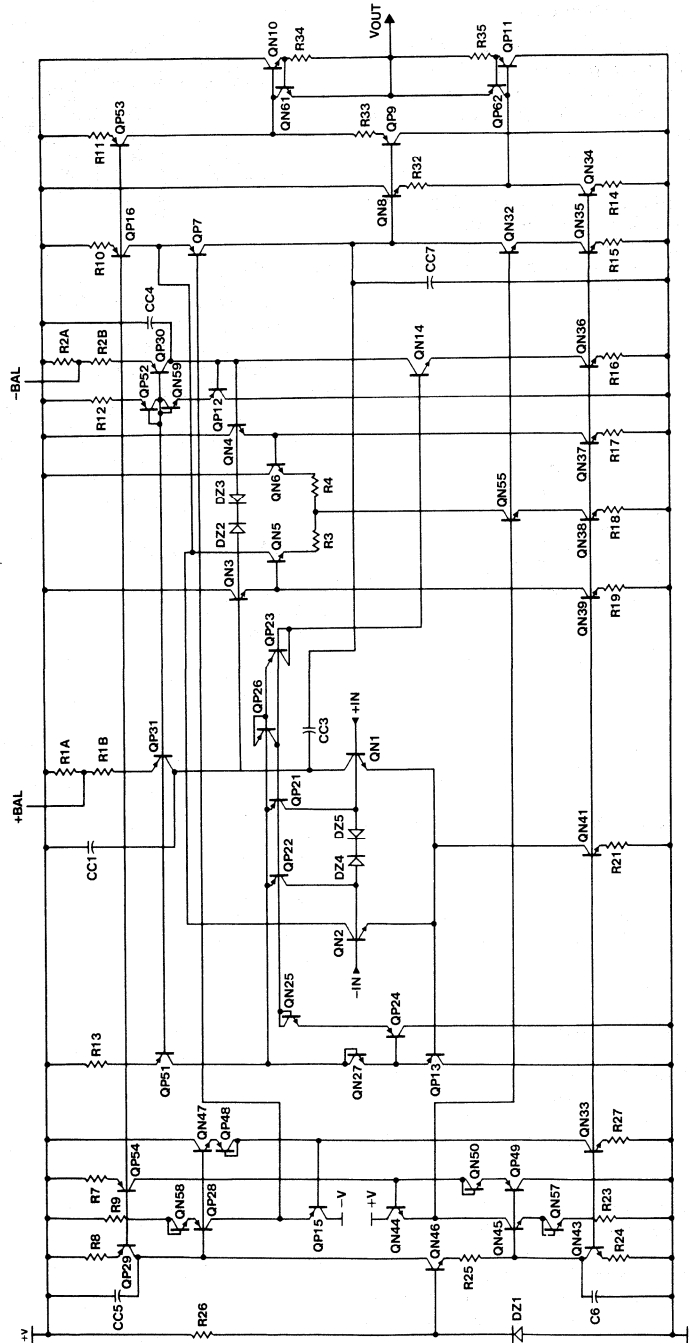 +V
R26
DZ1
CC5
R8
QP29
QN46
R25
C6
R24
QN43
R9
QN58
QP28
QP15
–V
+V
QN44
QN45
QN57
R23
R7
QP54
QN50
QP49
QN47
QP48
QN33
R27
R13
QP51
QN27
QP13
QN25
QP24
–IN
QN2
QP22
DZ4
DZ5
CC1
QN41
R21
+BAL
R1A
R1B
QP31
QP21
QN1
+IN
CC3
QP26
QP23
QN3
QN39
R19
DZ2
DZ3
QN5
R3
QN55
QN38
R18
QN6
R4
QN4
QN37
R17
R12
QP52
QN59
QP12
–BAL
R2A
R2B
QP30
CC4
QN14
QN36
R16
R10
QP16
QP7
CC7
QN32
QN35
R15
QN8
R32
QN34
R14
R11
QP53
R33
QP9
QN61
QP62
QN10
R34
VOUT
R35
QP11